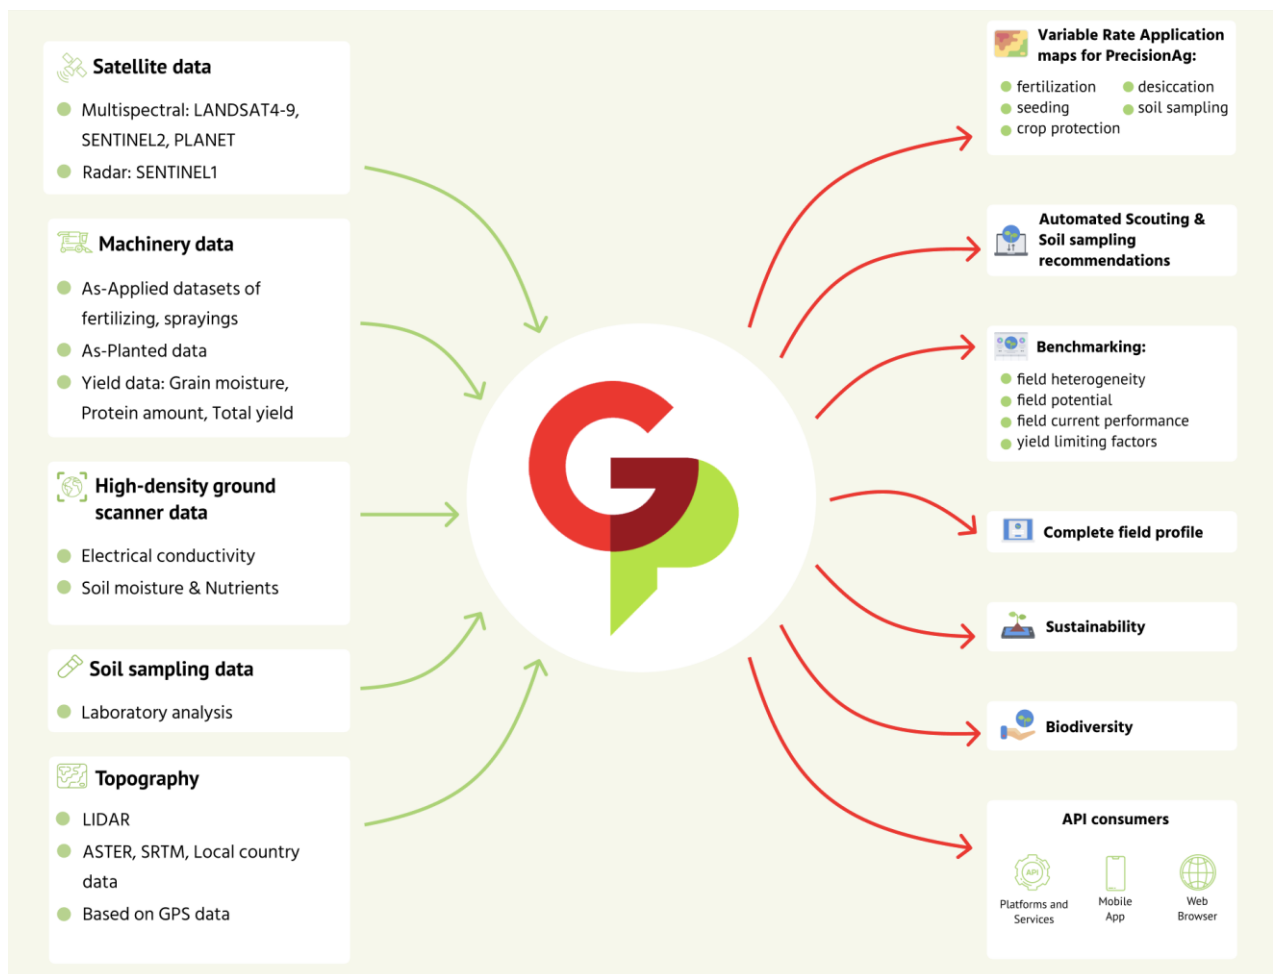 Satellite data
Multispectral: LANDSAT4-9,
SENTINEL2, PLANET
Radar: SENTINEL1
Machinery data
As-Applied datasets of
fertilizing, sprayings
As-Planted data
Yield data: Grain moisture,
Protein amount, Total yield
High-density ground
scanner data
Electrical conductivity
Soil moisture & Nutrients
Soil sampling data
Laboratory analysis
Topography
LIDAR
ASTER, SRTM, Local country
data
Based on GPS data
GP
Variable Rate Application
maps for PrecisionAg:
fertilization
desiccation
seeding
soil sampling
crop protection
Automated Scouting &
Soil sampling
recommendations
Benchmarking:
field heterogeneity
field potential
field current performance
yield limiting factors
Complete field profile
Sustainability
Biodiversity
API consumers
API
Platforms and
Services
Mobile
App
Web
Browser